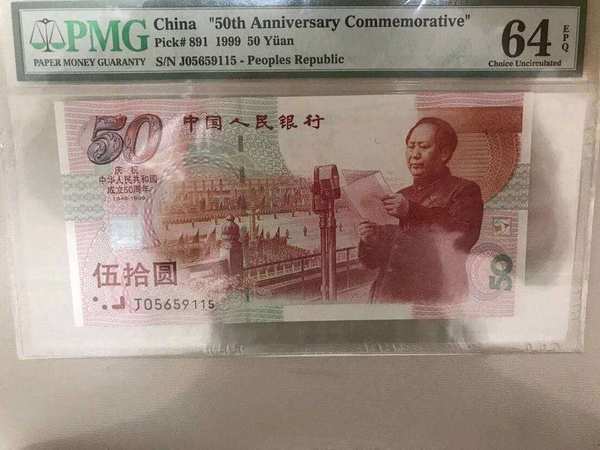 PMG
PAPER MONEY GUARANTY
China "50th Anniversary Commemorative"
Pick# 891 1999 50 Yüan
S/N J05659115 - Peoples Republic
64
EPQ
Choice Uncirculated
50
中国人民银行
庆祝
中华人民共和国
成立50周年
1949-1999
伍拾圆
J05659115
50